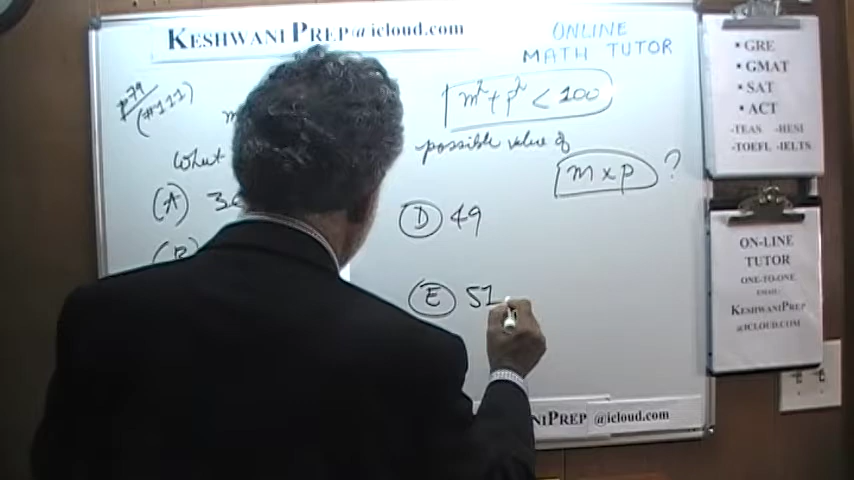 KESHWANI PREP@icloud.com
ONLINE
MATH TUTOR
P79
(#111)
m
m² + p² < 100
What
possible value of
m x p ?
(A) 3
(B)
(D) 49
(E) 51
NIPREP @icloud.com
• GRE
• GMAT
• SAT
• ACT
-TEAS -HESI
-TOEFL -IELTS
ON-LINE
TUTOR
ONE-TO-ONE
EMAIL
KESHWANIPREP
@ICLOUD.COM